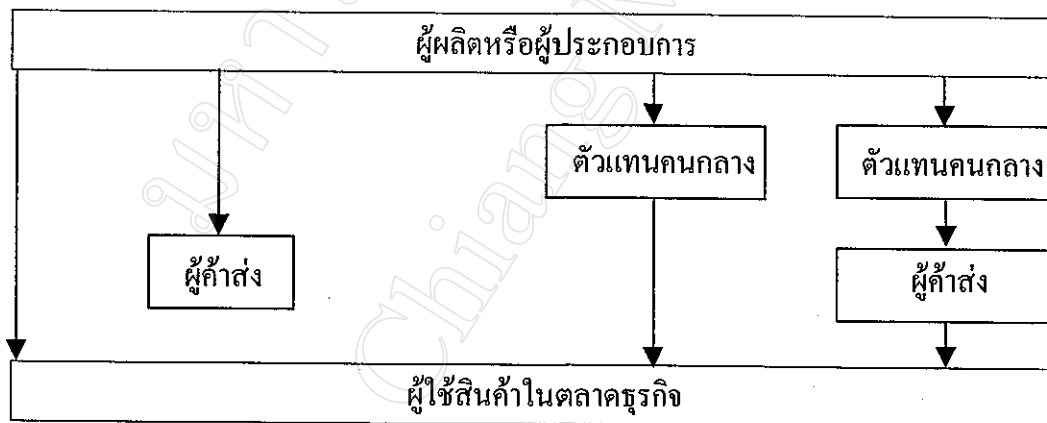 ผู้ผลิตหรือผู้ประกอบการ
ตัวแทนคนกลาง
ตัวแทนคนกลาง
ผู้ค้าส่ง
ผู้ค้าส่ง
ผู้ใช้สินค้าในตลาดธุรกิจ
Chiang